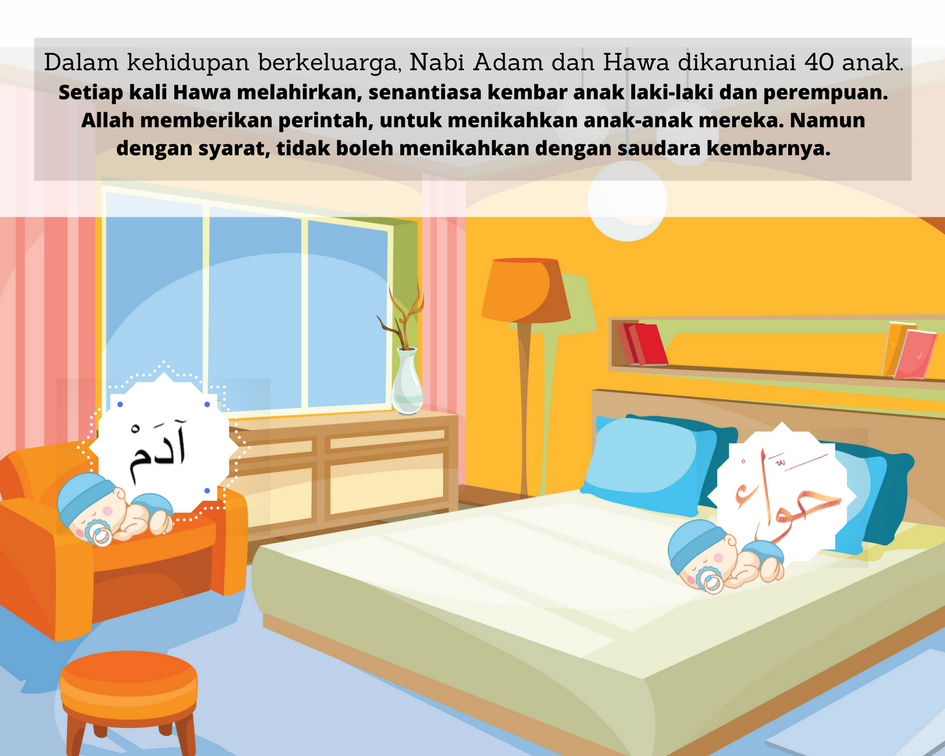 Dalam kehidupan berkeluarga, Nabi Adam dan Hawa dikaruniai 40 anak.
Setiap kali Hawa melahirkan, senantiasa kembar anak laki-laki dan perempuan.
Allah memberikan perintah, untuk menikahkan anak-anak mereka. Namun
dengan syarat, tidak boleh menikahkan dengan saudara kembarnya.
آدَمْ
حواء